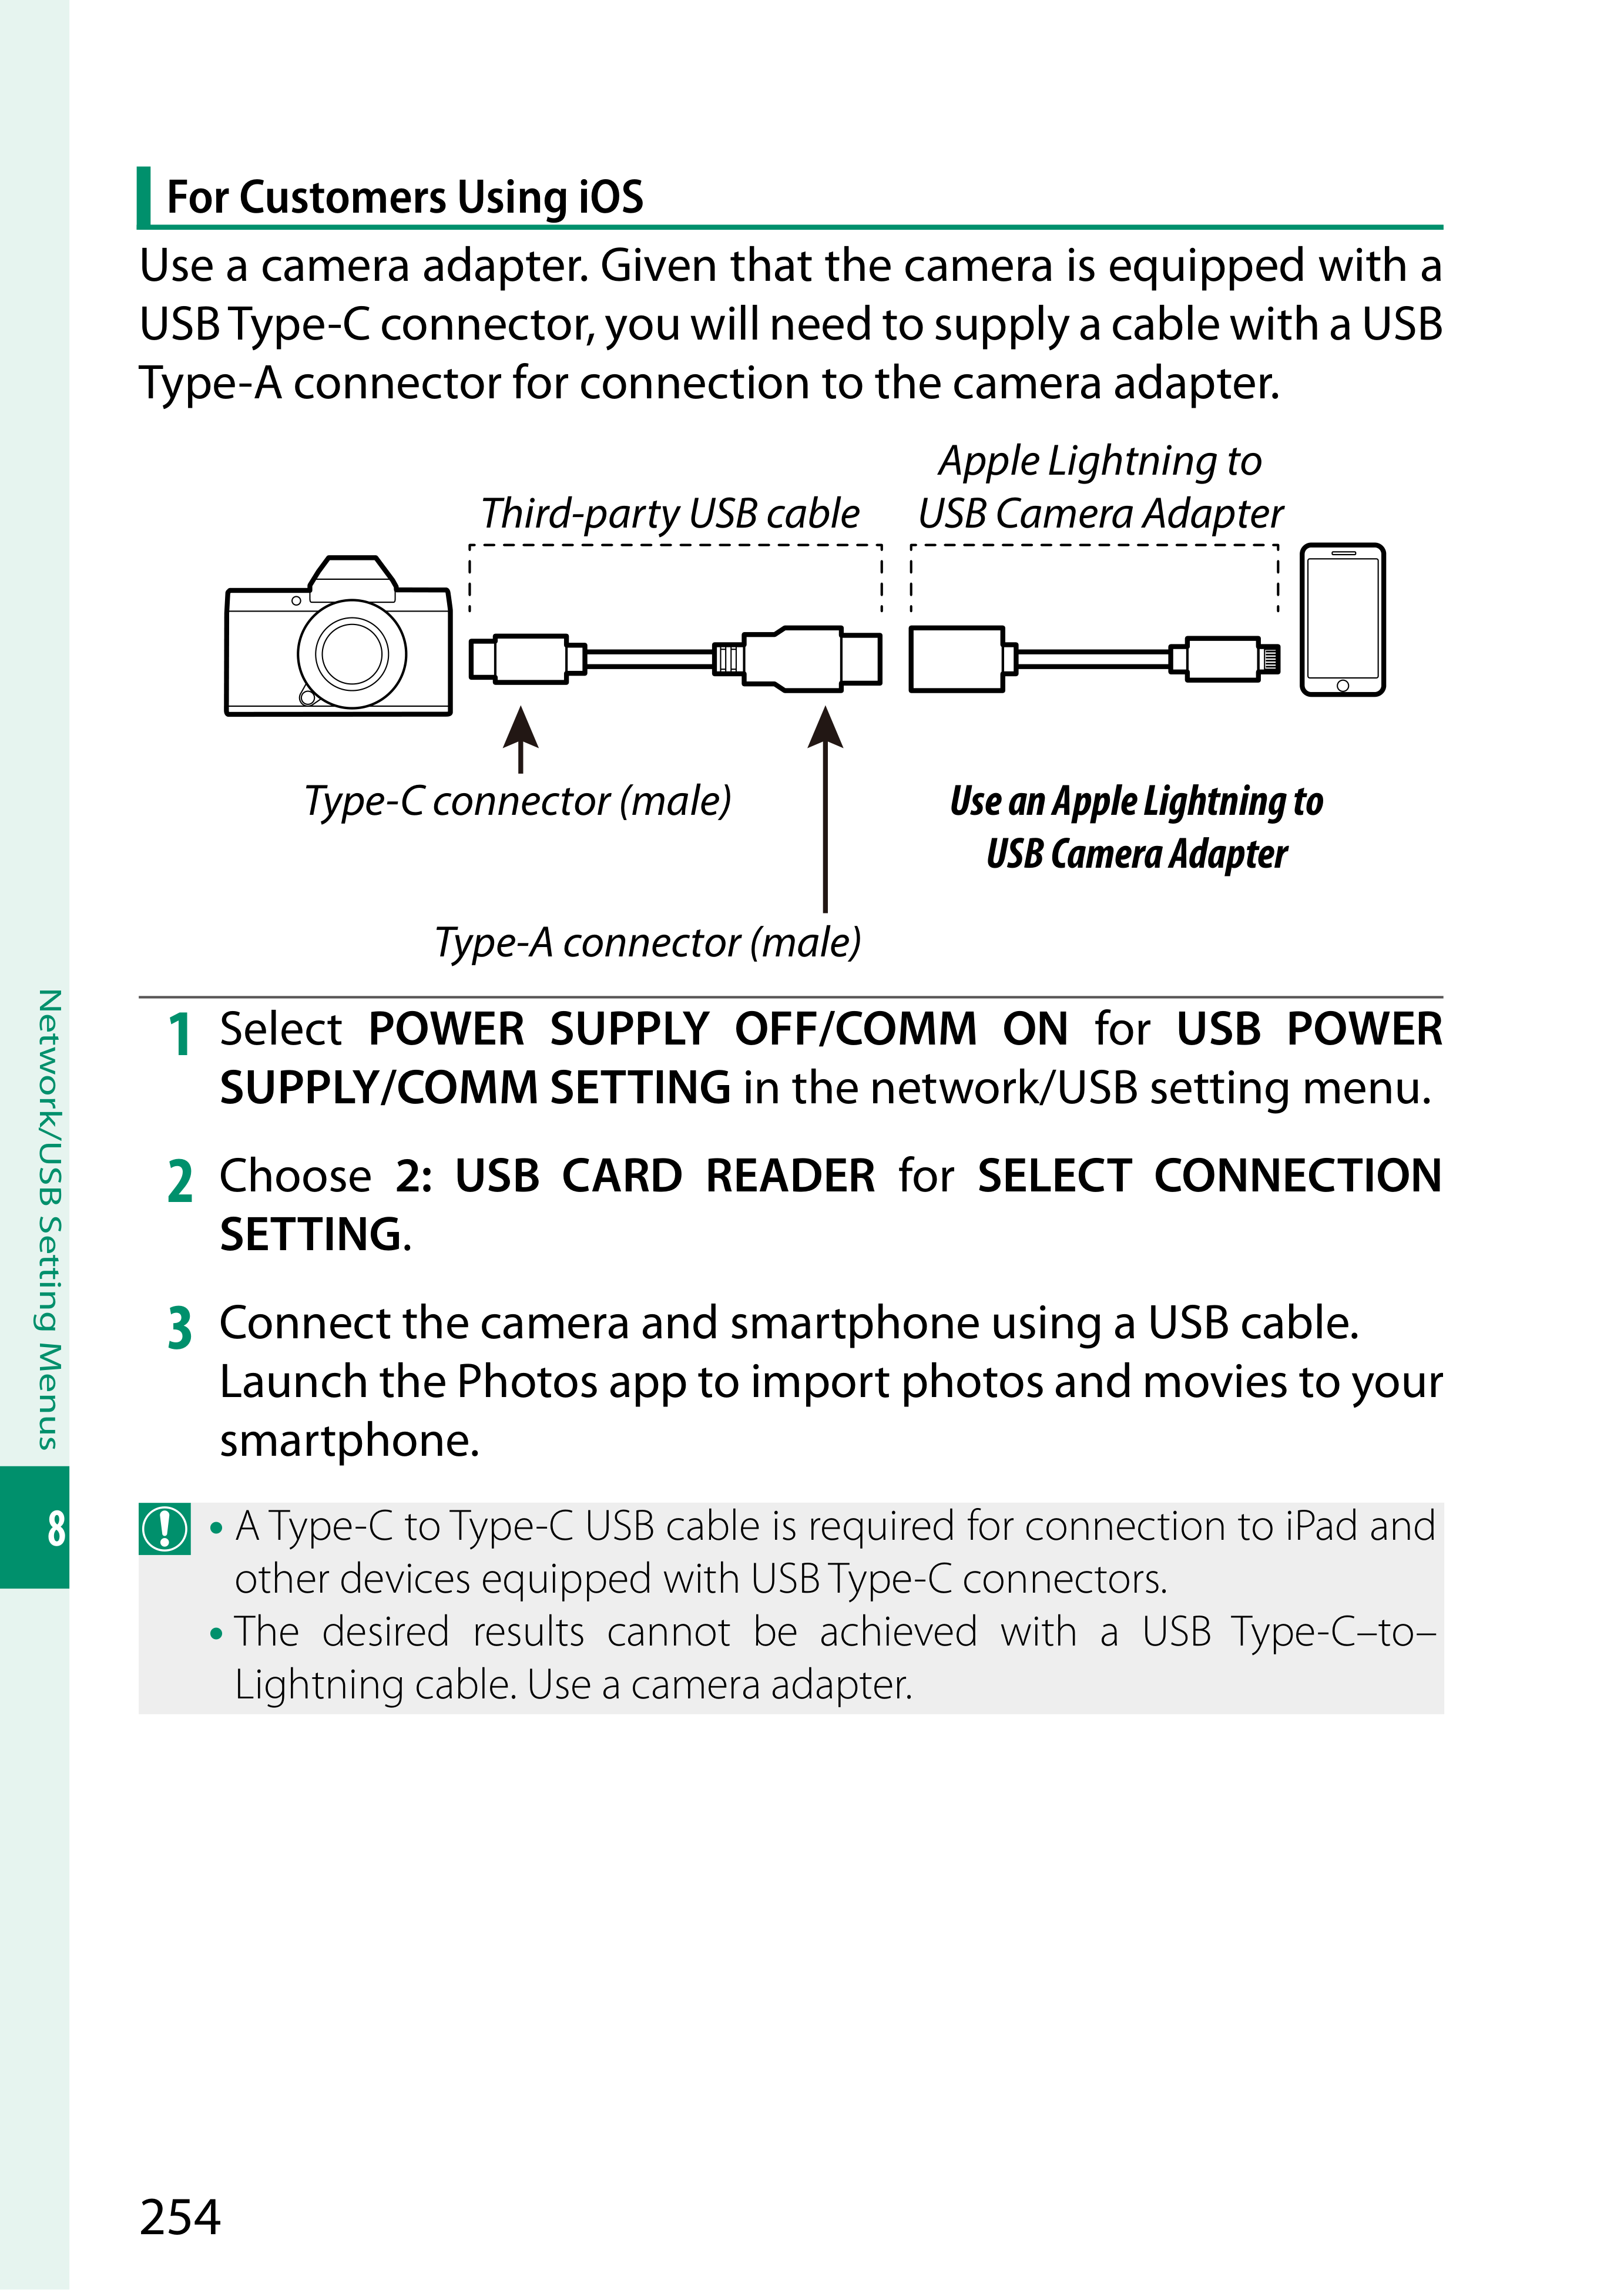 For Customers Using iOS
Use a camera adapter. Given that the camera is equipped with a
USB Type-C connector, you will need to supply a cable with a USB
Type-A connector for connection to the camera adapter.
Apple Lightning to
Third-party USB cable USB Camera Adapter
Type-C connector (male)
Use an Apple Lightning to
USB Camera Adapter
Type-A connector (male)
1 Select POWER SUPPLY OFF/COMM ON for USB POWER
SUPPLY/COMM SETTING in the network/USB setting menu.
2 Choose 2: USB CARD READER for SELECT CONNECTION
SETTING.
3 Connect the camera and smartphone using a USB cable.
Launch the Photos app to import photos and movies to your
smartphone.
• A Type-C to Type-C USB cable is required for connection to iPad and
other devices equipped with USB Type-C connectors.
• The desired results cannot be achieved with a USB Type-C–to–
Lightning cable. Use a camera adapter.
Network/USB Setting Menus
8
254